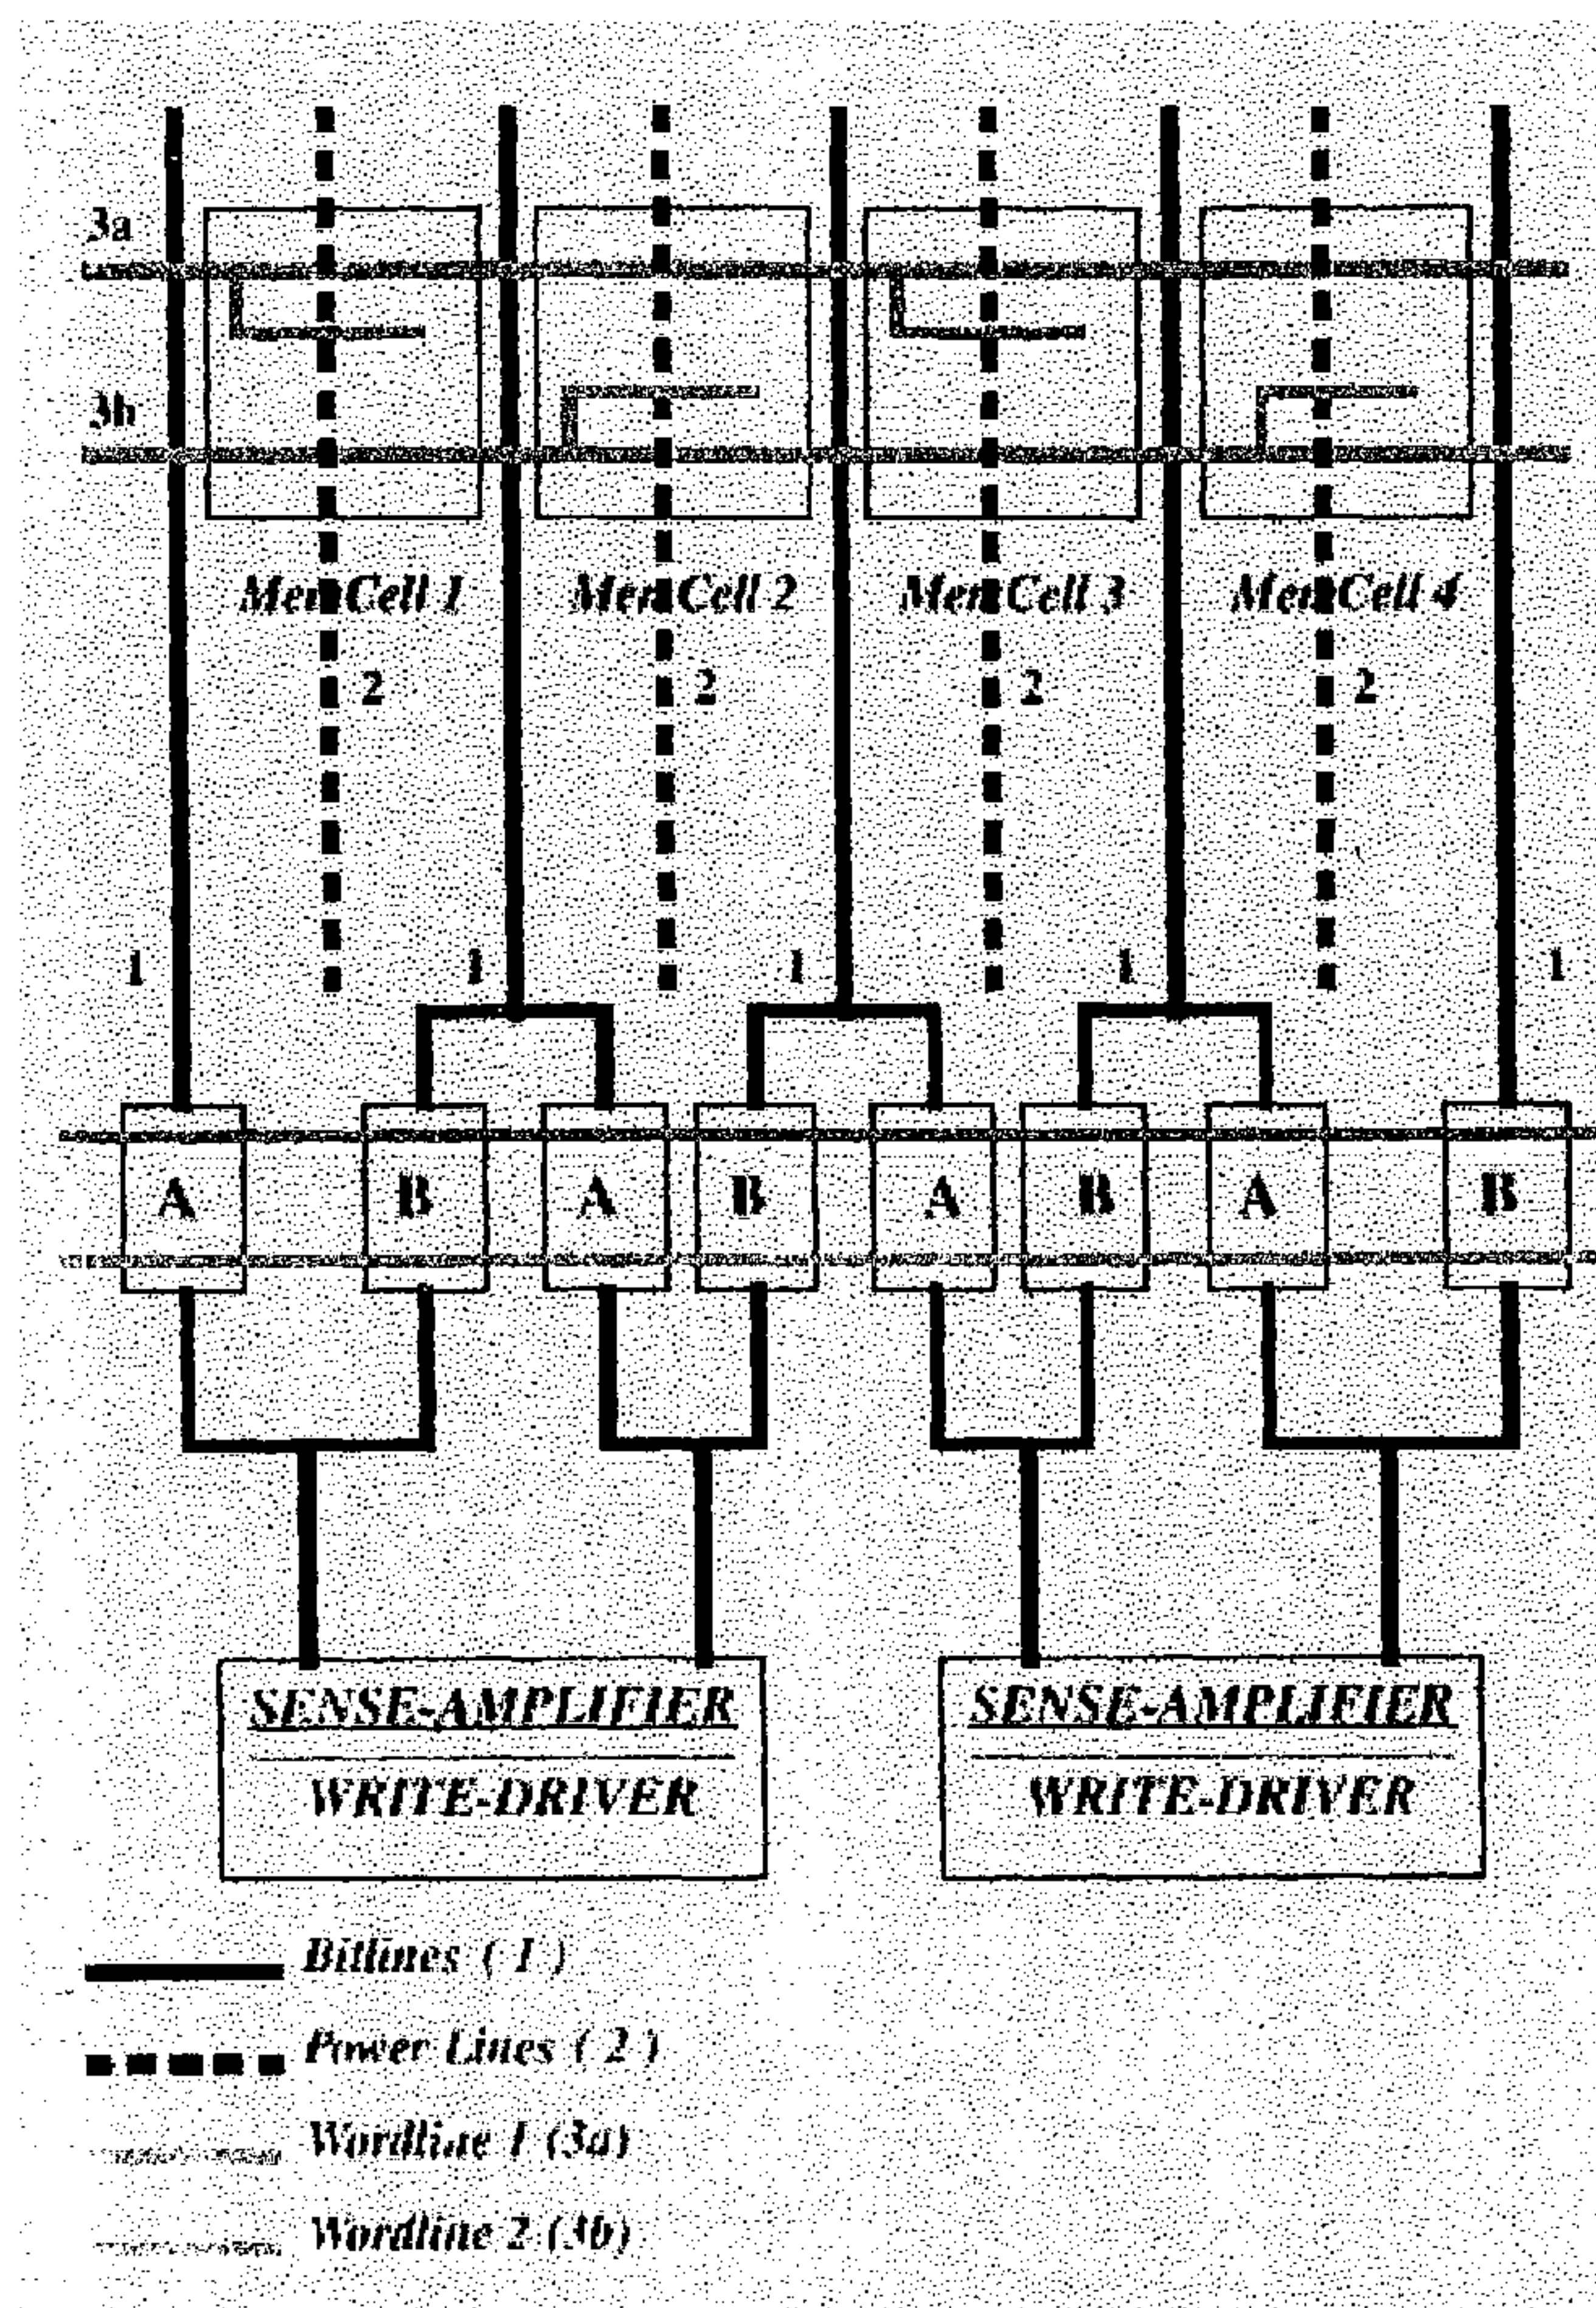 3a
3b
MemCell 1 MemCell 2 MemCell 3 MemCell 4
2 2 2 2
1 1 1 1 1
A B A B A B A B
SENSE-AMPLIFIER SENSE-AMPLIFIER
WRITE-DRIVER WRITE-DRIVER
Bitlines ( 1 )
Power Lines ( 2 )
Wordline 1 (3a)
Wordline 2 (3b)